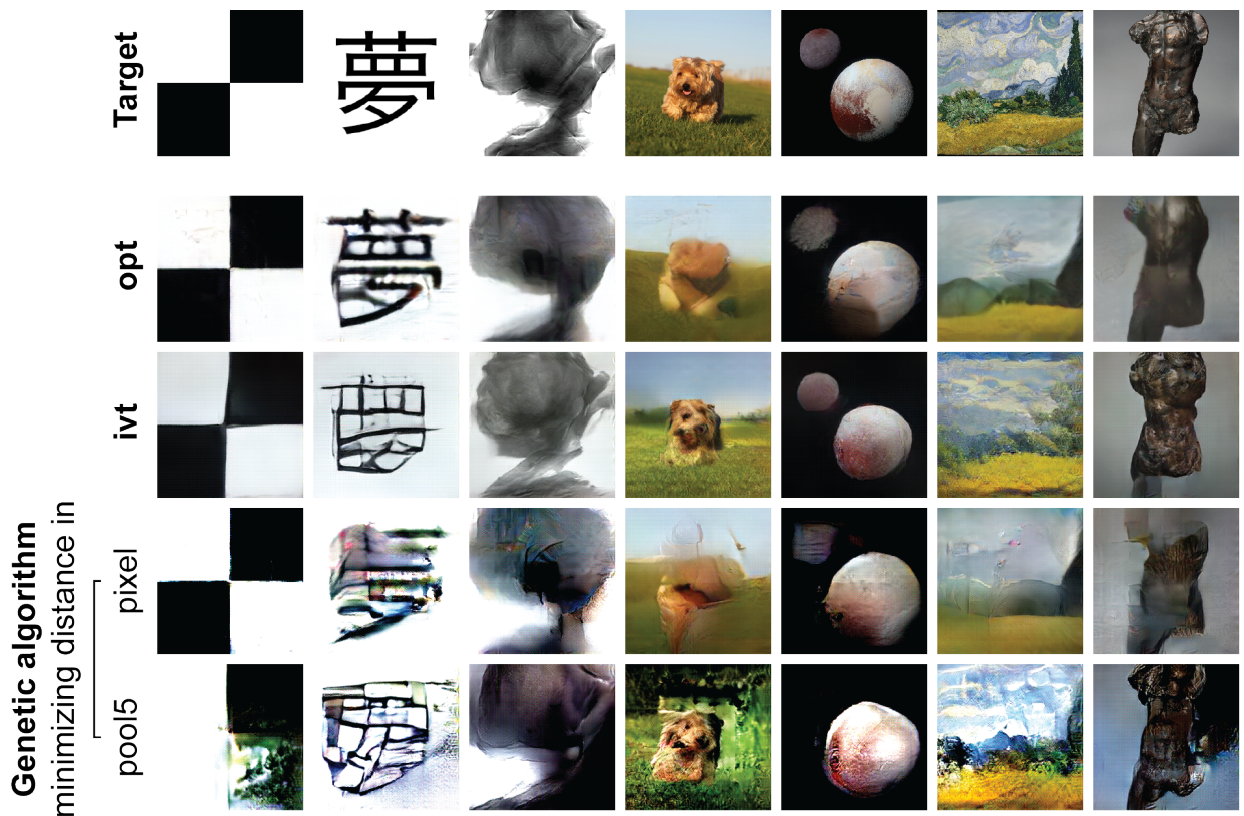 Target
夢
opt
ivt
Genetic algorithm
minimizing distance in
pixel
pool5